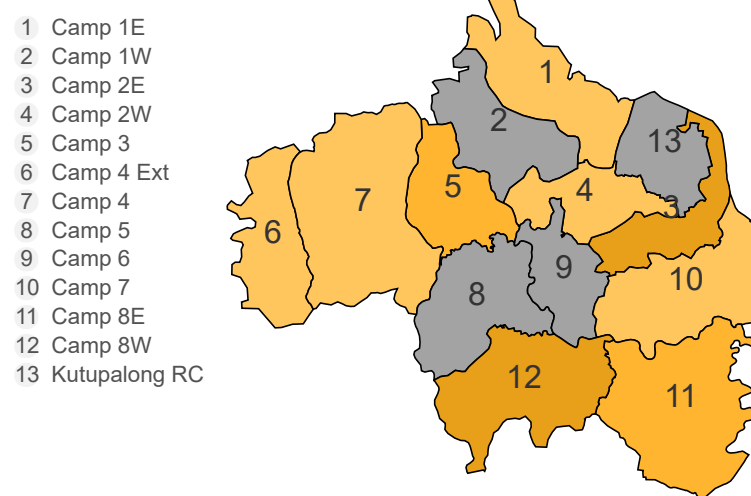 1 Camp 1E
2 Camp 1W
3 Camp 2E
4 Camp 2W
5 Camp 3
6 Camp 4 Ext
7 Camp 4
8 Camp 5
9 Camp 6
10 Camp 7
11 Camp 8E
12 Camp 8W
13 Kutupalong RC
1
2
13
7
5
4
3
6
9
10
8
12
11